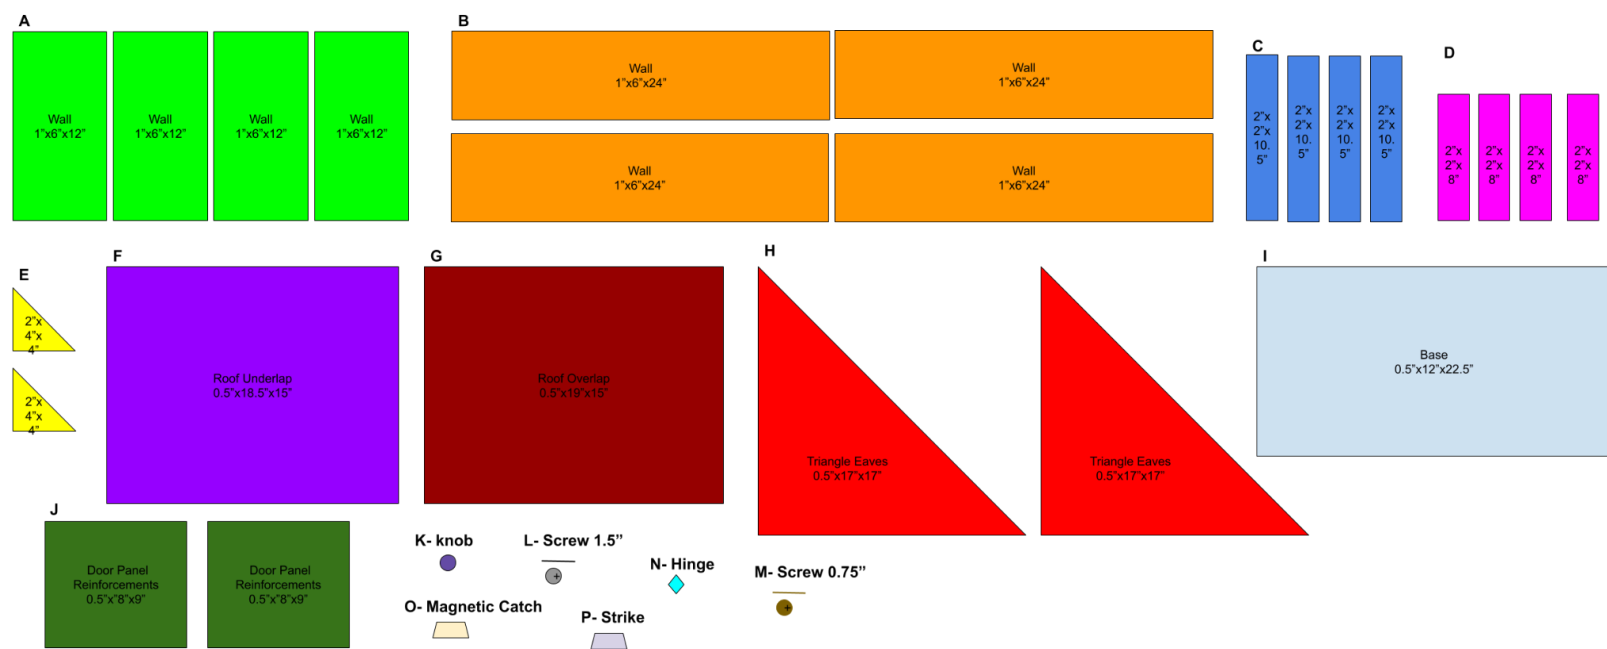 A
B
C
D
Wall
1”x6”x12”
Wall
1”x6”x12”
Wall
1”x6”x12”
Wall
1”x6”x12”
Wall
1”x6”x24”
Wall
1”x6”x24”
Wall
1”x6”x24”
Wall
1”x6”x24”
2”x
2”x
10.
5”
2”x
2”x
10.
5”
2”x
2”x
10.
5”
2”x
2”x
10.
5”
2”x
2”x
8”
2”x
2”x
8”
2”x
2”x
8”
2”x
2”x
8”
E
F
G
H
I
2”x
4”x
4”
2”x
4”x
4”
Roof Underlap
0.5”x18.5”x15”
Roof Overlap
0.5”x19”x15”
Triangle Eaves
0.5”x17”x17”
Triangle Eaves
0.5”x17”x17”
Base
0.5”x12”x22.5”
J
Door Panel
Reinforcements
0.5”x”8”x9”
Door Panel
Reinforcements
0.5”x”8”x9”
K- knob
L- Screw 1.5”
N- Hinge
M- Screw 0.75”
O- Magnetic Catch
P- Strike